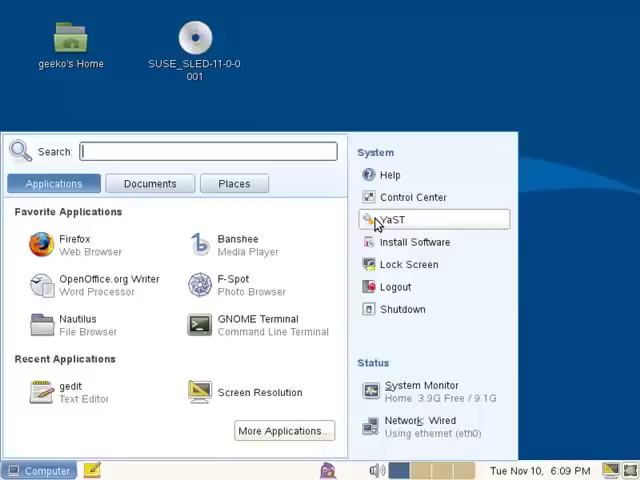 geeko's Home
SUSE_SLED-11-0-0.
001
Search:
Applications
Documents
Places
Favorite Applications
Firefox
Web Browser
Banshee
Media Player
OpenOffice.org Writer
Word Processor
F-Spot
Photo Browser
Nautilus
File Browser
GNOME Terminal
Command Line Terminal
Recent Applications
gedit
Text Editor
Screen Resolution
More Applications...
System
Help
Control Center
YaST
Install Software
Lock Screen
Logout
Shutdown
Status
System Monitor
Home 3.9G Free / 9.1G
Network: Wired
Using ethernet (eth0)
Computer
Tue Nov 10, 6:09 PM